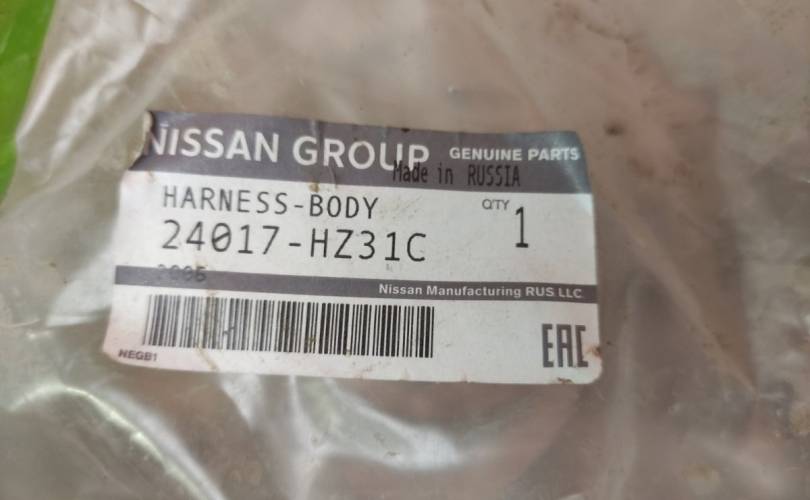 NISSAN GROUP GENUINE PARTS
Made in RUSSIA
HARNESS-BODY QTY 1
24017-HZ31C
Nissan Manufacturing RUS LLC
NEGB1
EAC